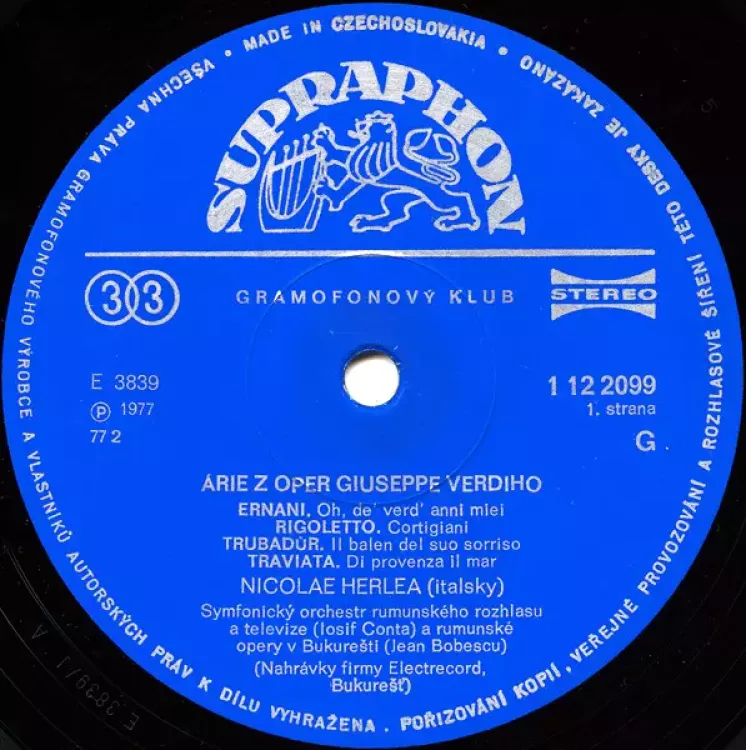 VŠECHNA PRÁVA GRAMOFONOVÉHO VÝROBCE A VLASTNÍKŮ AUTORSKÝCH PRÁV K DÍLU VYHRAŽENA . POŘIZOVÁNÍ KOPIÍ, VEŘEJNÉ PROVOZOVÁNÍ A ROZHLASOVÉ ŠÍŘENÍ TÉTO DESKY JE ZAKÁZÁNO
• MADE IN CZECHOSLOVAKIA •
SUPRAPHON
33
GRAMOFONOVÝ KLUB
STEREO
E 3839
1 12 2099
Ⓟ 1977
1. strana
77 2
G
ÁRIE Z OPER GIUSEPPE VERDIHO
ERNANI. Oh, de' verd' anni miei
RIGOLETTO. Cortigiani
TRUBADŮR. Il balen del suo sorriso
TRAVIATA. Di provenza il mar
NICOLAE HERLEA (italsky)
Symfonický orchestr rumunského rozhlasu
a televize (Iosif Conta) a rumunské
opery v Bukurešti (Jean Bobescu)
(Nahrávky firmy Electrecord,
Bukurešť)
E 3839/1 A